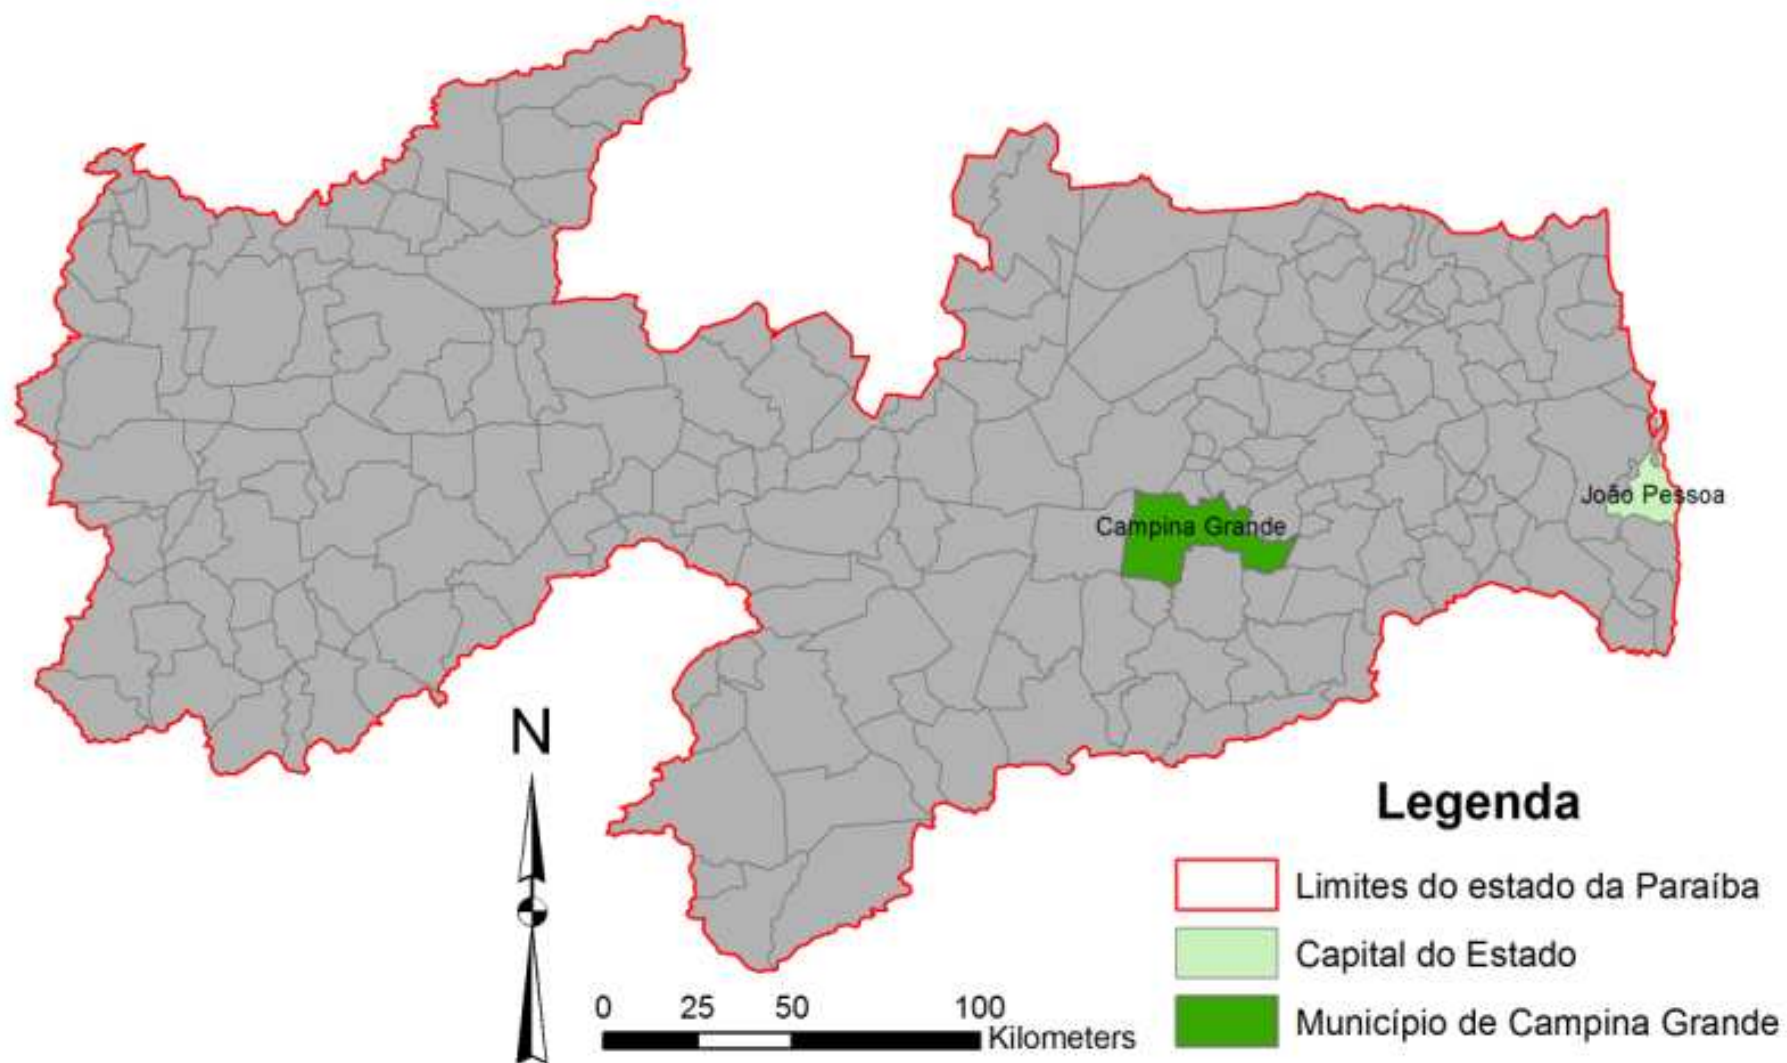 João Pessoa
Campina Grande
N
Legenda
Limites do estado da Paraíba
Capital do Estado
Município de Campina Grande
0 25 50 100
Kilometers